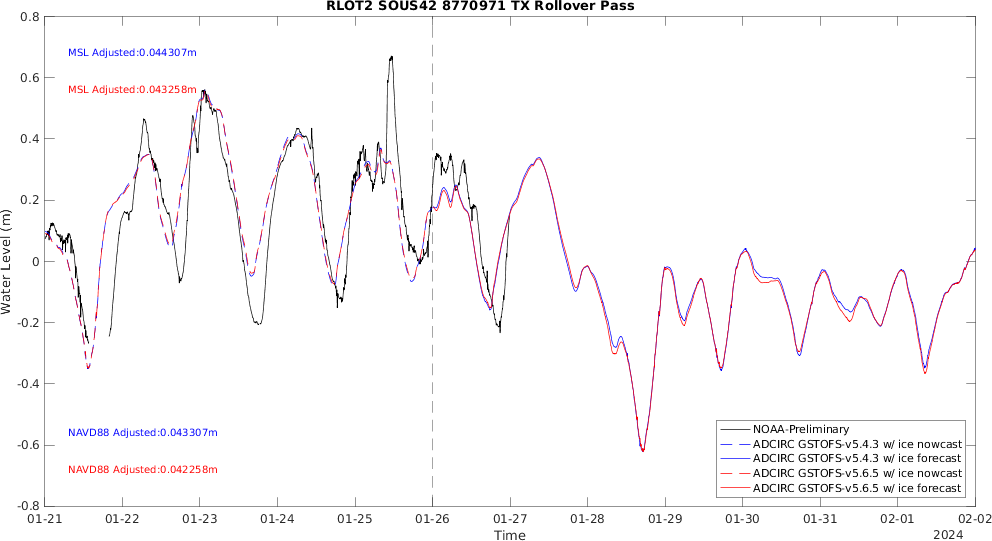 RLOT2 SOUS42 8770971 TX Rollover Pass
MSL Adjusted:0.044307m
MSL Adjusted:0.043258m
NAVD88 Adjusted:0.043307m
NAVD88 Adjusted:0.042258m
Water Level (m)
0.8
0.6
0.4
0.2
0
-0.2
-0.4
-0.6
-0.8
NOAA-Preliminary
ADCIRC GSTOFS-v5.4.3 w/ ice nowcast
ADCIRC GSTOFS-v5.4.3 w/ ice forecast
ADCIRC GSTOFS-v5.6.5 w/ ice nowcast
ADCIRC GSTOFS-v5.6.5 w/ ice forecast
01-21 01-22 01-23 01-24 01-25 01-26 01-27 01-28 01-29 01-30 01-31 02-01 02-02
Time
2024